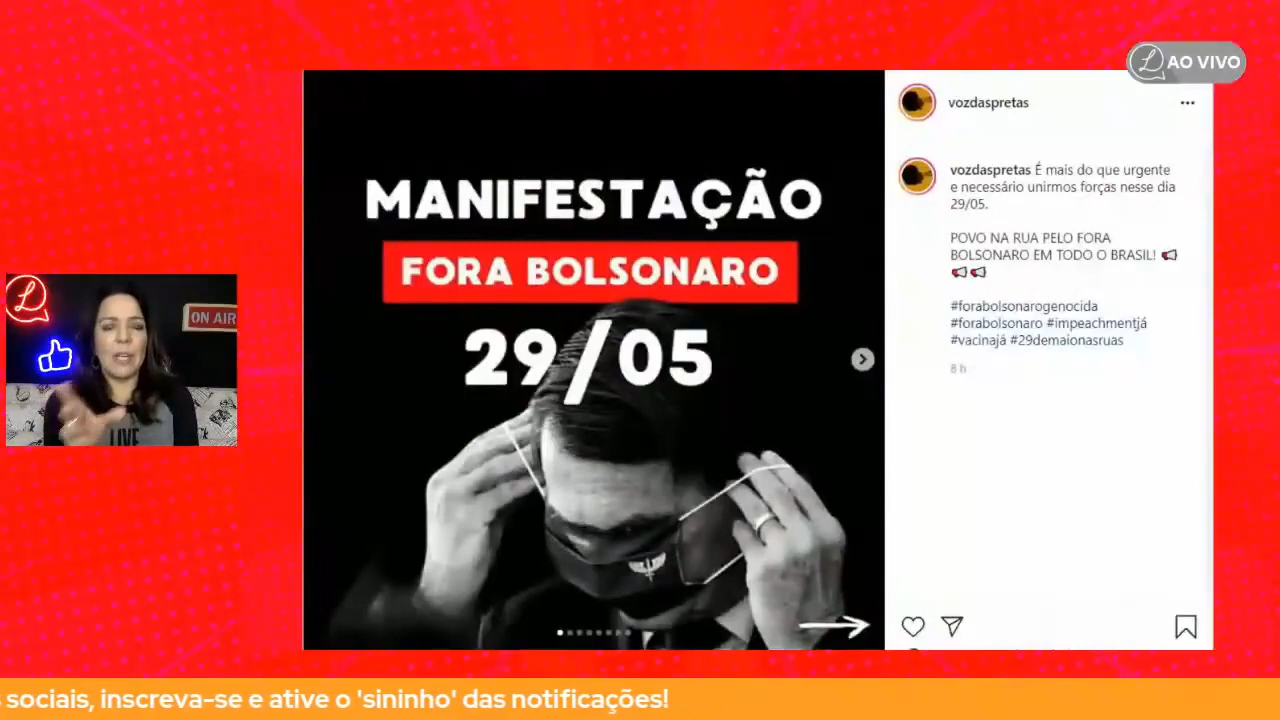 AO VIVO
vozdaspretas
MANIFESTAÇÃO
FORA BOLSONARO
29/05
vozdaspretas É mais do que urgente
e necessário unirmos forças nesse dia
29/05.
POVO NA RUA PELO FORA
BOLSONARO EM TODO O BRASIL!
#forabolsonarogenocida
#forabolsonaro #impeachmentjá
#vacinajá #29demaionasruas
8 h
ON AIR
LIVE
sociais, inscreva-se e ative o 'sininho' das notificações!